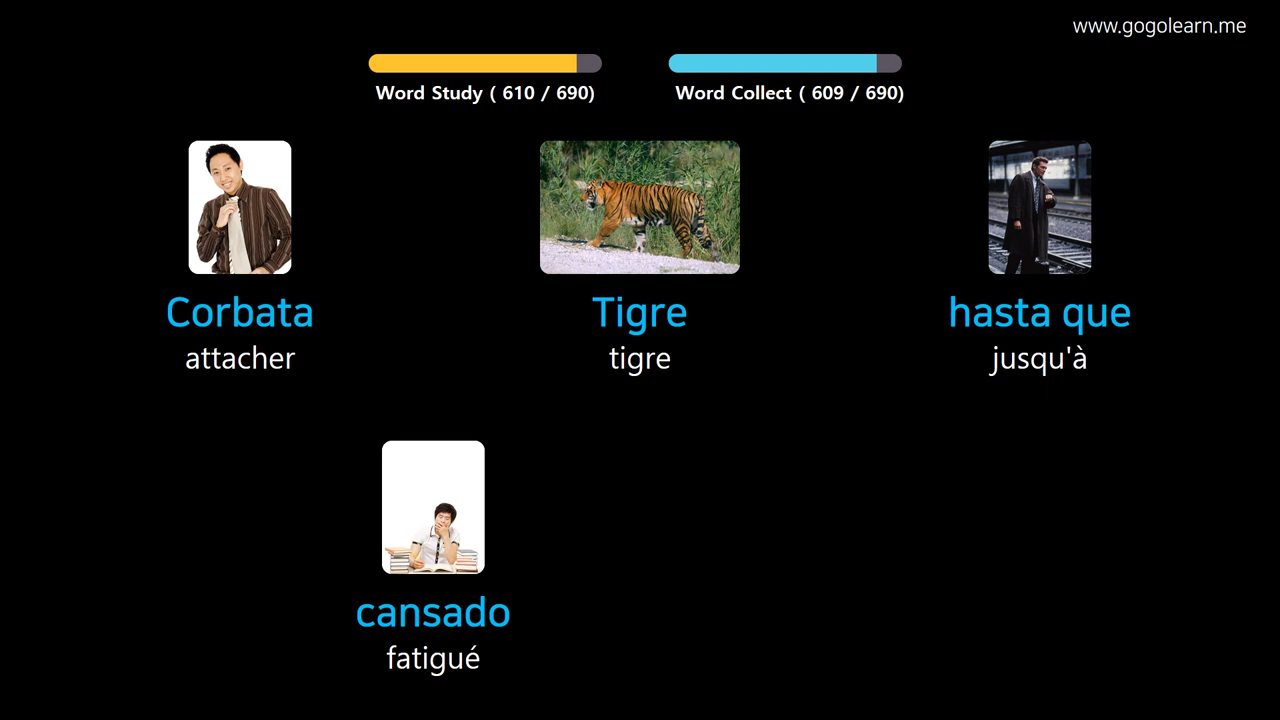 www.gogolearn.me
Word Study ( 610 / 690)
Word Collect ( 609 / 690)
Corbata
attacher
Tigre
tigre
hasta que
jusqu'à
cansado
fatigué